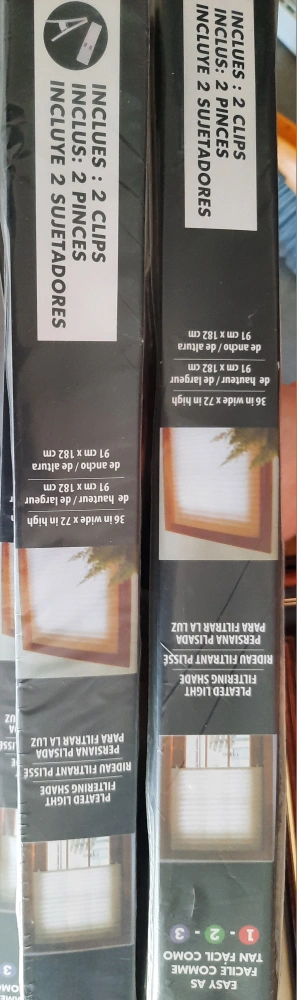 INCLUES : 2 CLIPS
INCLUS: 2 PINCES
INCLUYE 2 SUJETADORES
36 in wide x 72 in high
de hauteur / de largeur
91 cm x 182 cm
de ancho / de altura
91 cm x 182 cm
PLEATED LIGHT
FILTERING SHADE
RIDEAU FILTRANT PLISSÉ
PERSIANA PLISADA
PARA FILTRAR LA LUZ
INCLUES : 2 CLIPS
INCLUS: 2 PINCES
INCLUYE 2 SUJETADORES
36 in wide x 72 in high
de hauteur / de largeur
91 cm x 182 cm
de ancho / de altura
91 cm x 182 cm
PLEATED LIGHT
FILTERING SHADE
RIDEAU FILTRANT PLISSÉ
PERSIANA PLISADA
PARA FILTRAR LA LUZ
EASY AS
FACILE COMME
TAN FÁCIL COMO
1 - 2 - 3
3